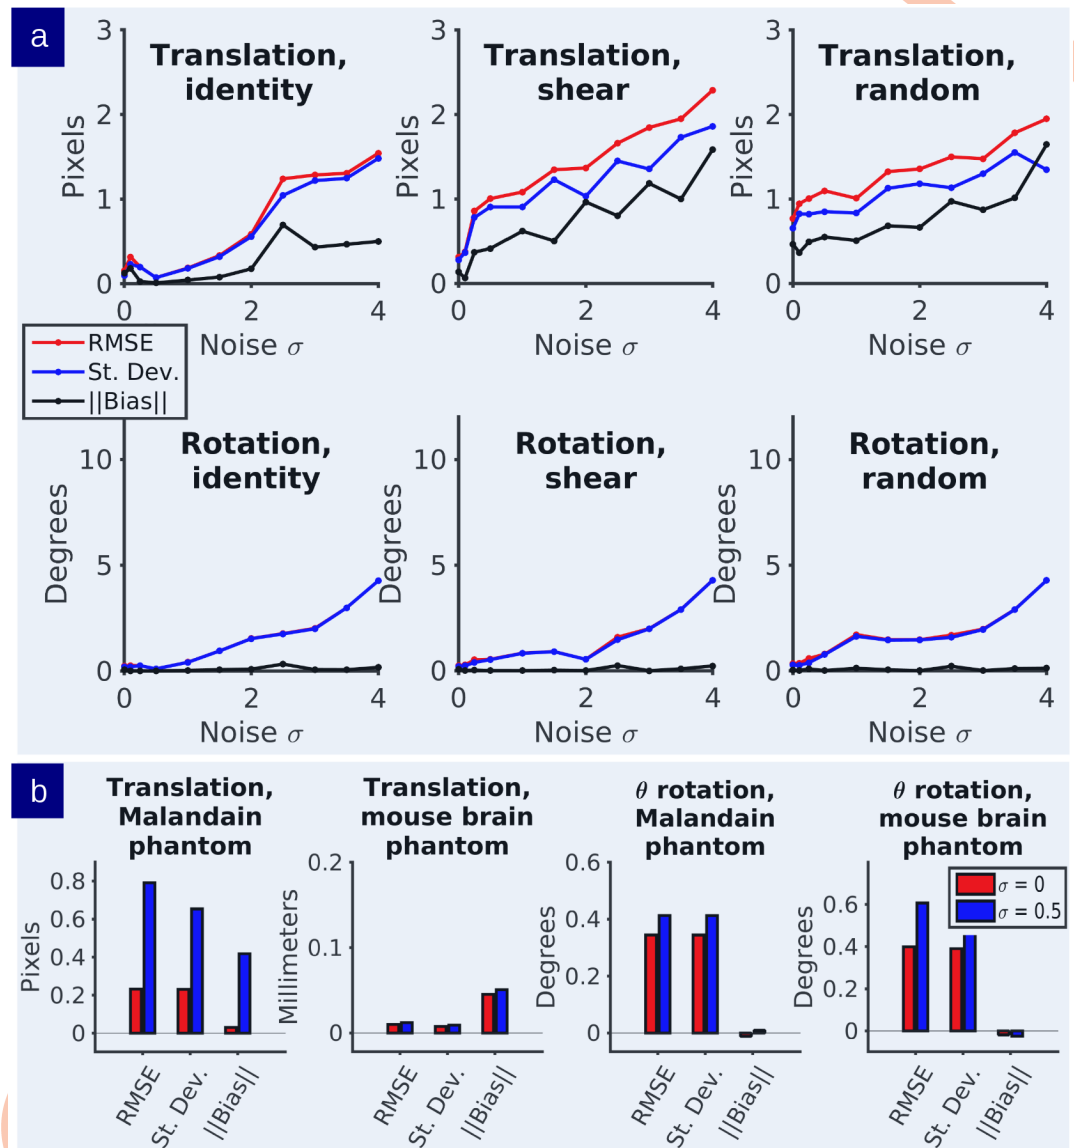 a
Translation,
identity
Pixels
3
2
1
0
0
2
4
Noise σ
Translation,
shear
Pixels
3
2
1
0
0
2
4
Noise σ
Translation,
random
Pixels
3
2
1
0
0
2
4
Noise σ
RMSE
St. Dev.
||Bias||
Rotation,
identity
Degrees
10
5
0
0
2
4
Noise σ
Rotation,
shear
Degrees
10
5
0
0
2
4
Noise σ
Rotation,
random
Degrees
10
5
0
0
2
4
Noise σ
b
Translation,
Malandain
phantom
Pixels
0.8
0.6
0.4
0.2
0
RMSE
St. Dev.
||Bias||
Translation,
mouse brain
phantom
Millimeters
0.2
0.1
0
RMSE
St. Dev.
||Bias||
θ rotation,
Malandain
phantom
Degrees
0.6
0.4
0.2
0
RMSE
St. Dev.
||Bias||
θ rotation,
mouse brain
phantom
Degrees
0.6
0.4
0.2
0
σ = 0
σ = 0.5
RMSE
St. Dev.
||Bias||